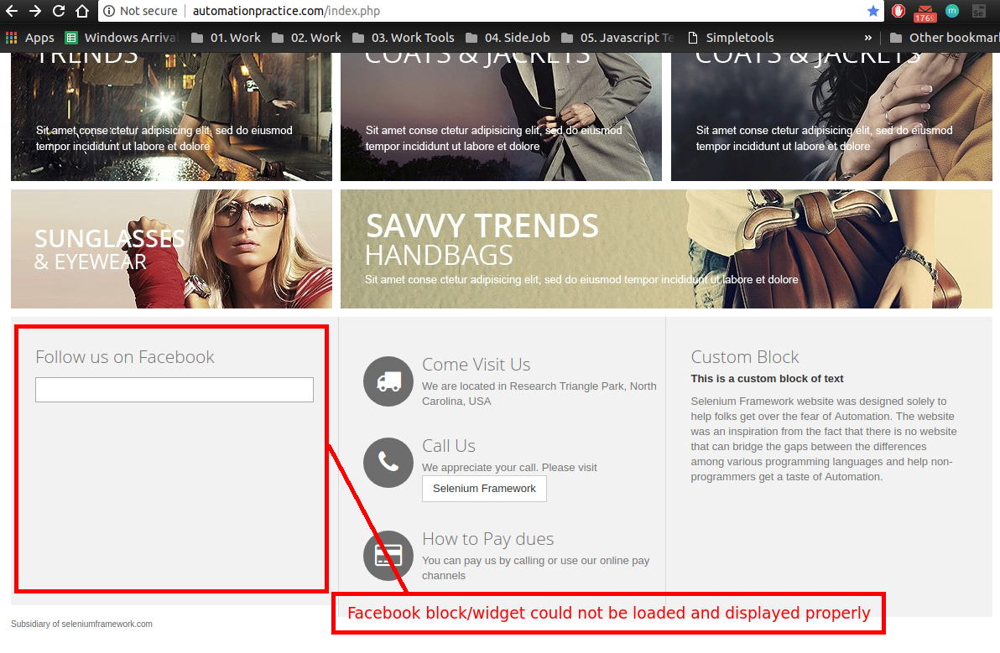 Not secure automationpractice.com/index.php
1769
m
Se
Apps Windows Arrival 01. Work 02. Work 03. Work Tools 04. SideJob 05. Javascript Te Simpletools » Other bookmar
TRENDS
COATS & JACKETS
COATS & JACKETS
Sit amet conse ctetur adipisicing elit, sed do eiusmod
tempor incididunt ut labore et dolore
Sit amet conse ctetur adipisicing elit, sed do eiusmod
tempor incididunt ut labore et dolore
Sit amet conse ctetur adipisicing elit, sed do eiusmod
tempor incididunt ut labore et dolore
SUNGLASSES
& EYEWEAR
SAVVY TRENDS
HANDBAGS
Sit amet conse ctetur adipisicing elit, sed do eiusmod tempor incididunt ut labore et dolore
Follow us on Facebook
Come Visit Us
We are located in Research Triangle Park, North
Carolina, USA
Call Us
We appreciate your call. Please visit
Selenium Framework
How to Pay dues
You can pay us by calling or use our online pay
channels
Custom Block
This is a custom block of text
Selenium Framework website was designed solely to
help folks get over the fear of Automation. The website
was an inspiration from the fact that there is no website
that can bridge the gaps between the differences
among various programming languages and help non-
programmers get a taste of Automation.
Facebook block/widget could not be loaded and displayed properly
Subsidiary of seleniumframework.com